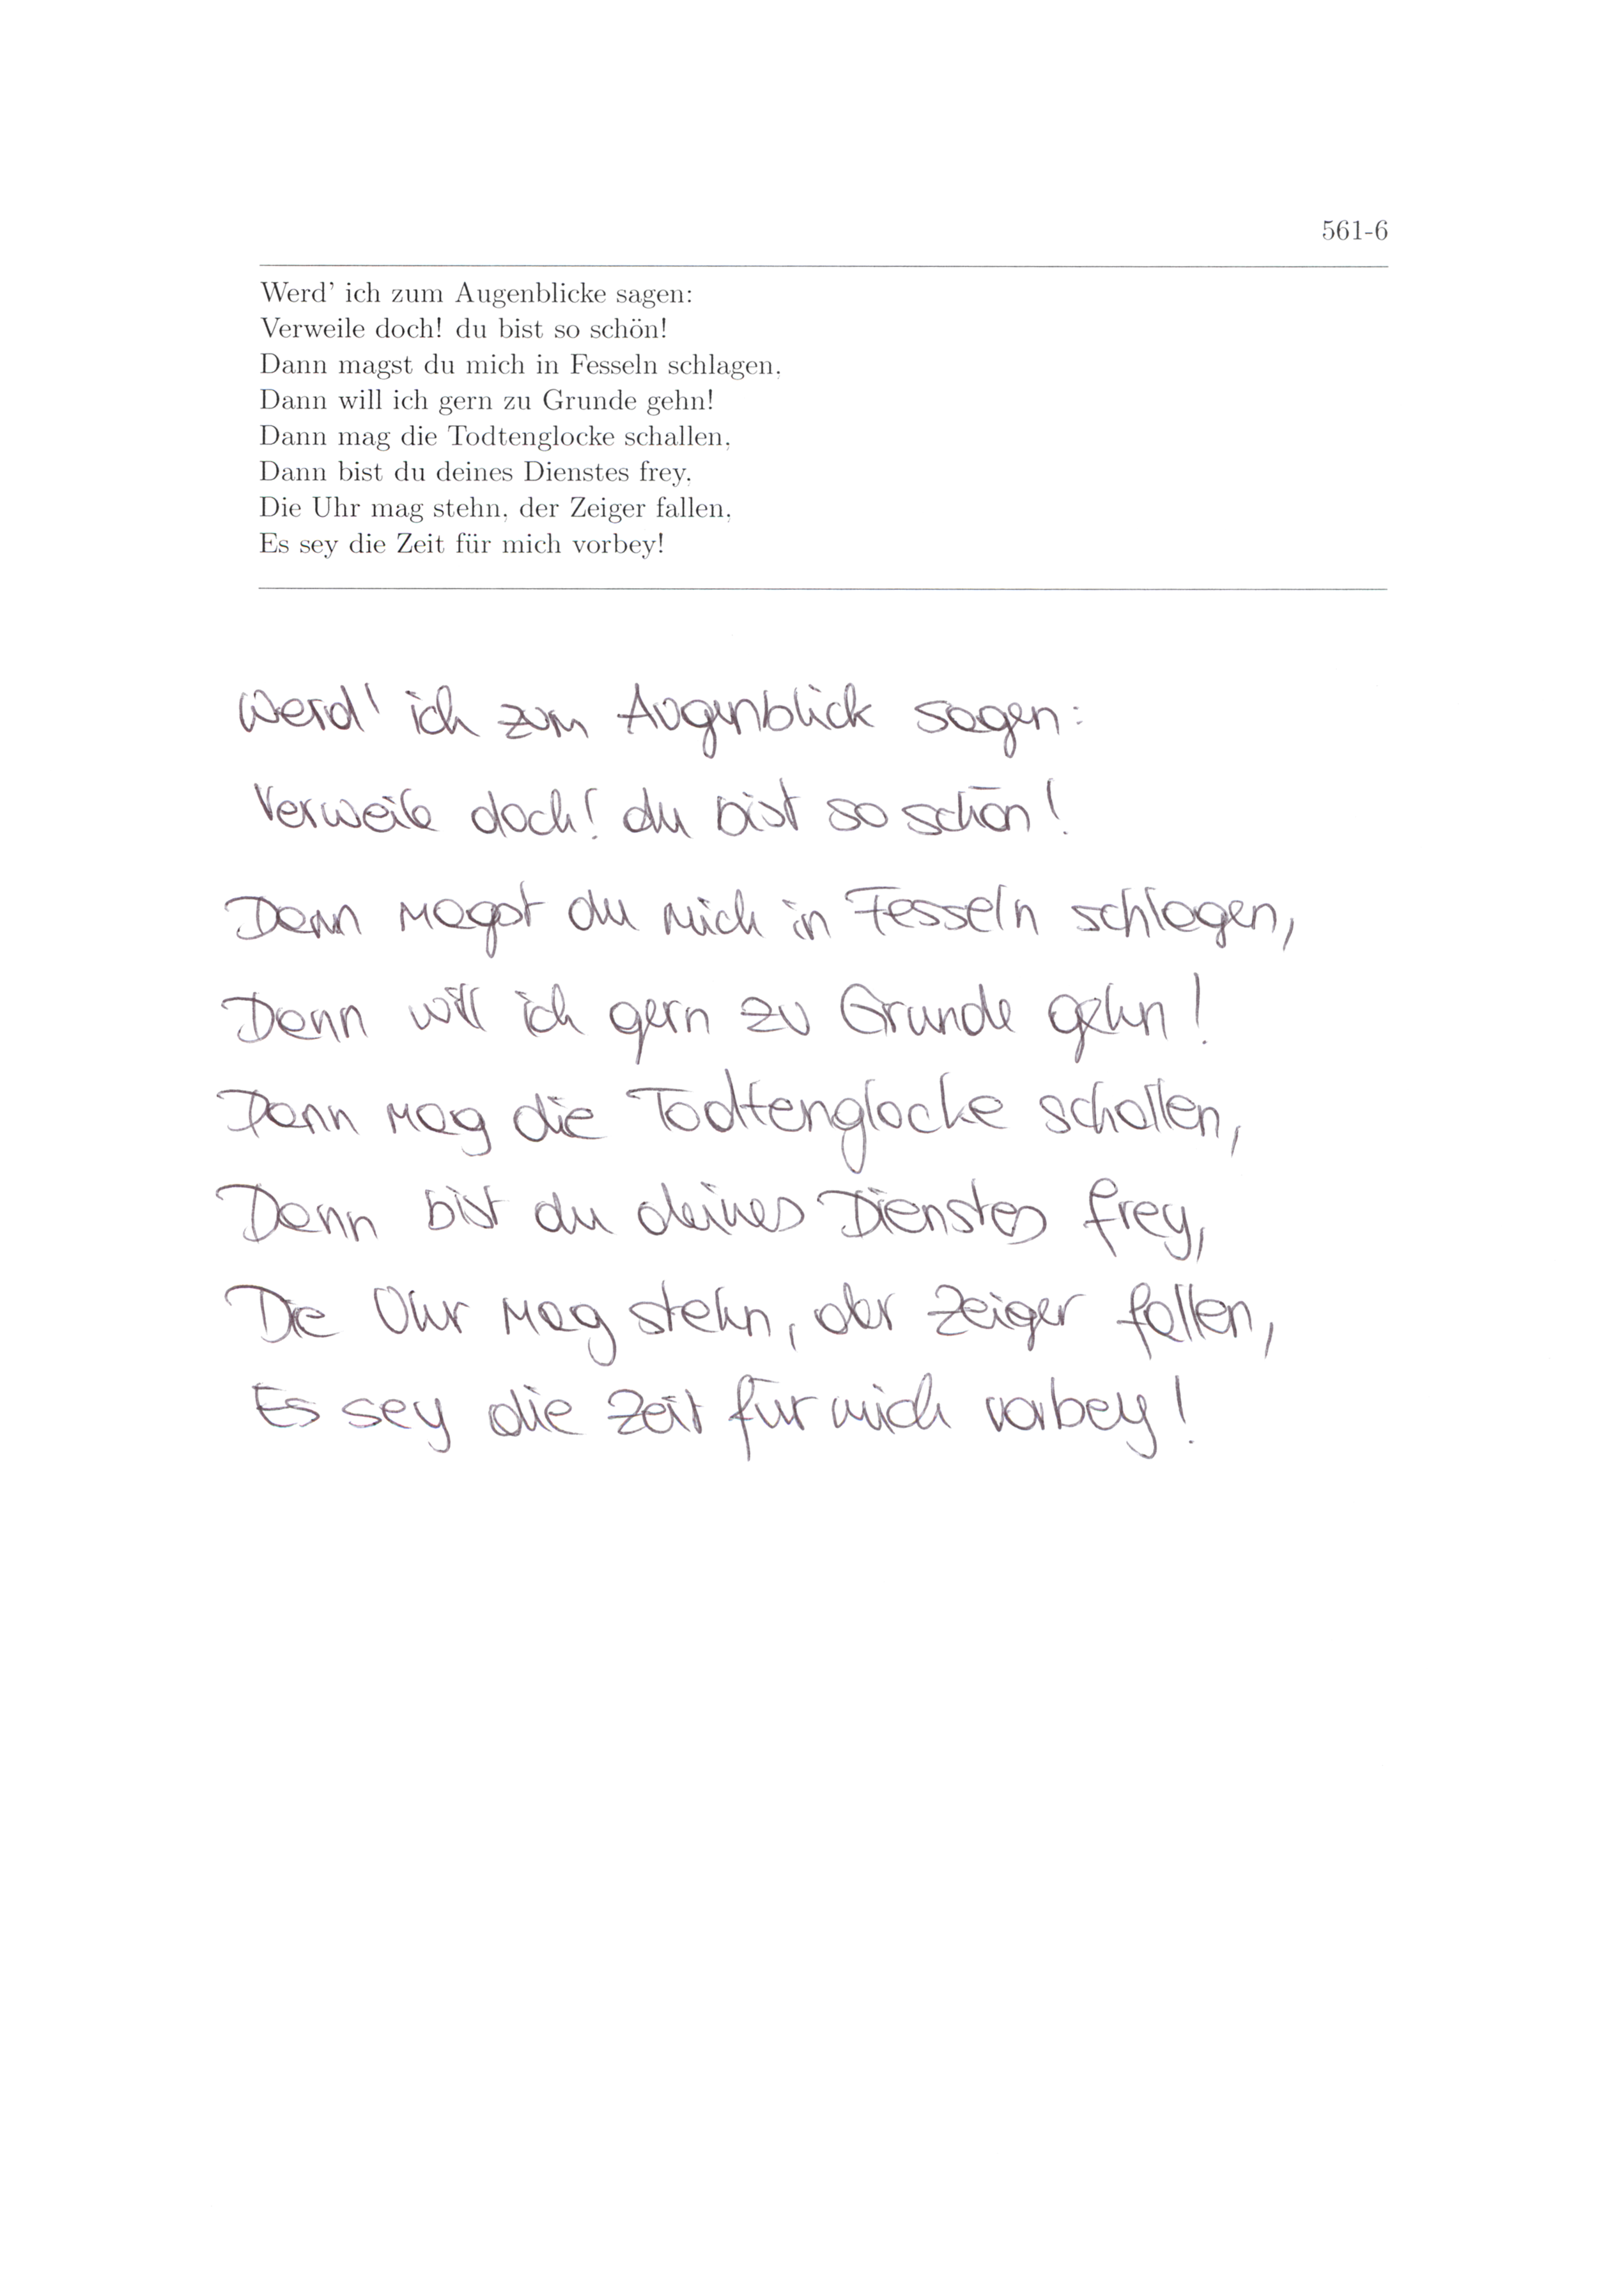 561-6
Werd' ich zum Augenblicke sagen:
Verweile doch! du bist so schön!
Dann magst du mich in Fesseln schlagen,
Dann will ich gern zu Grunde gehn!
Dann mag die Todtenglocke schallen,
Dann bist du deines Dienstes frey,
Die Uhr mag stehn, der Zeiger fallen,
Es sey die Zeit für mich vorbey!
Werd' ich zum Augenblick sagen:
Verweile doch! du bist so schön!
Dann magst du mich in Fesseln schlagen,
Dann will ich gern zu Grunde gehn!
Dann mag die Todtenglocke schallen,
Dann bist du deines Dienstes frey,
Die Uhr mag stehn, der Zeiger fallen,
Es sey die Zeit für mich vorbey!